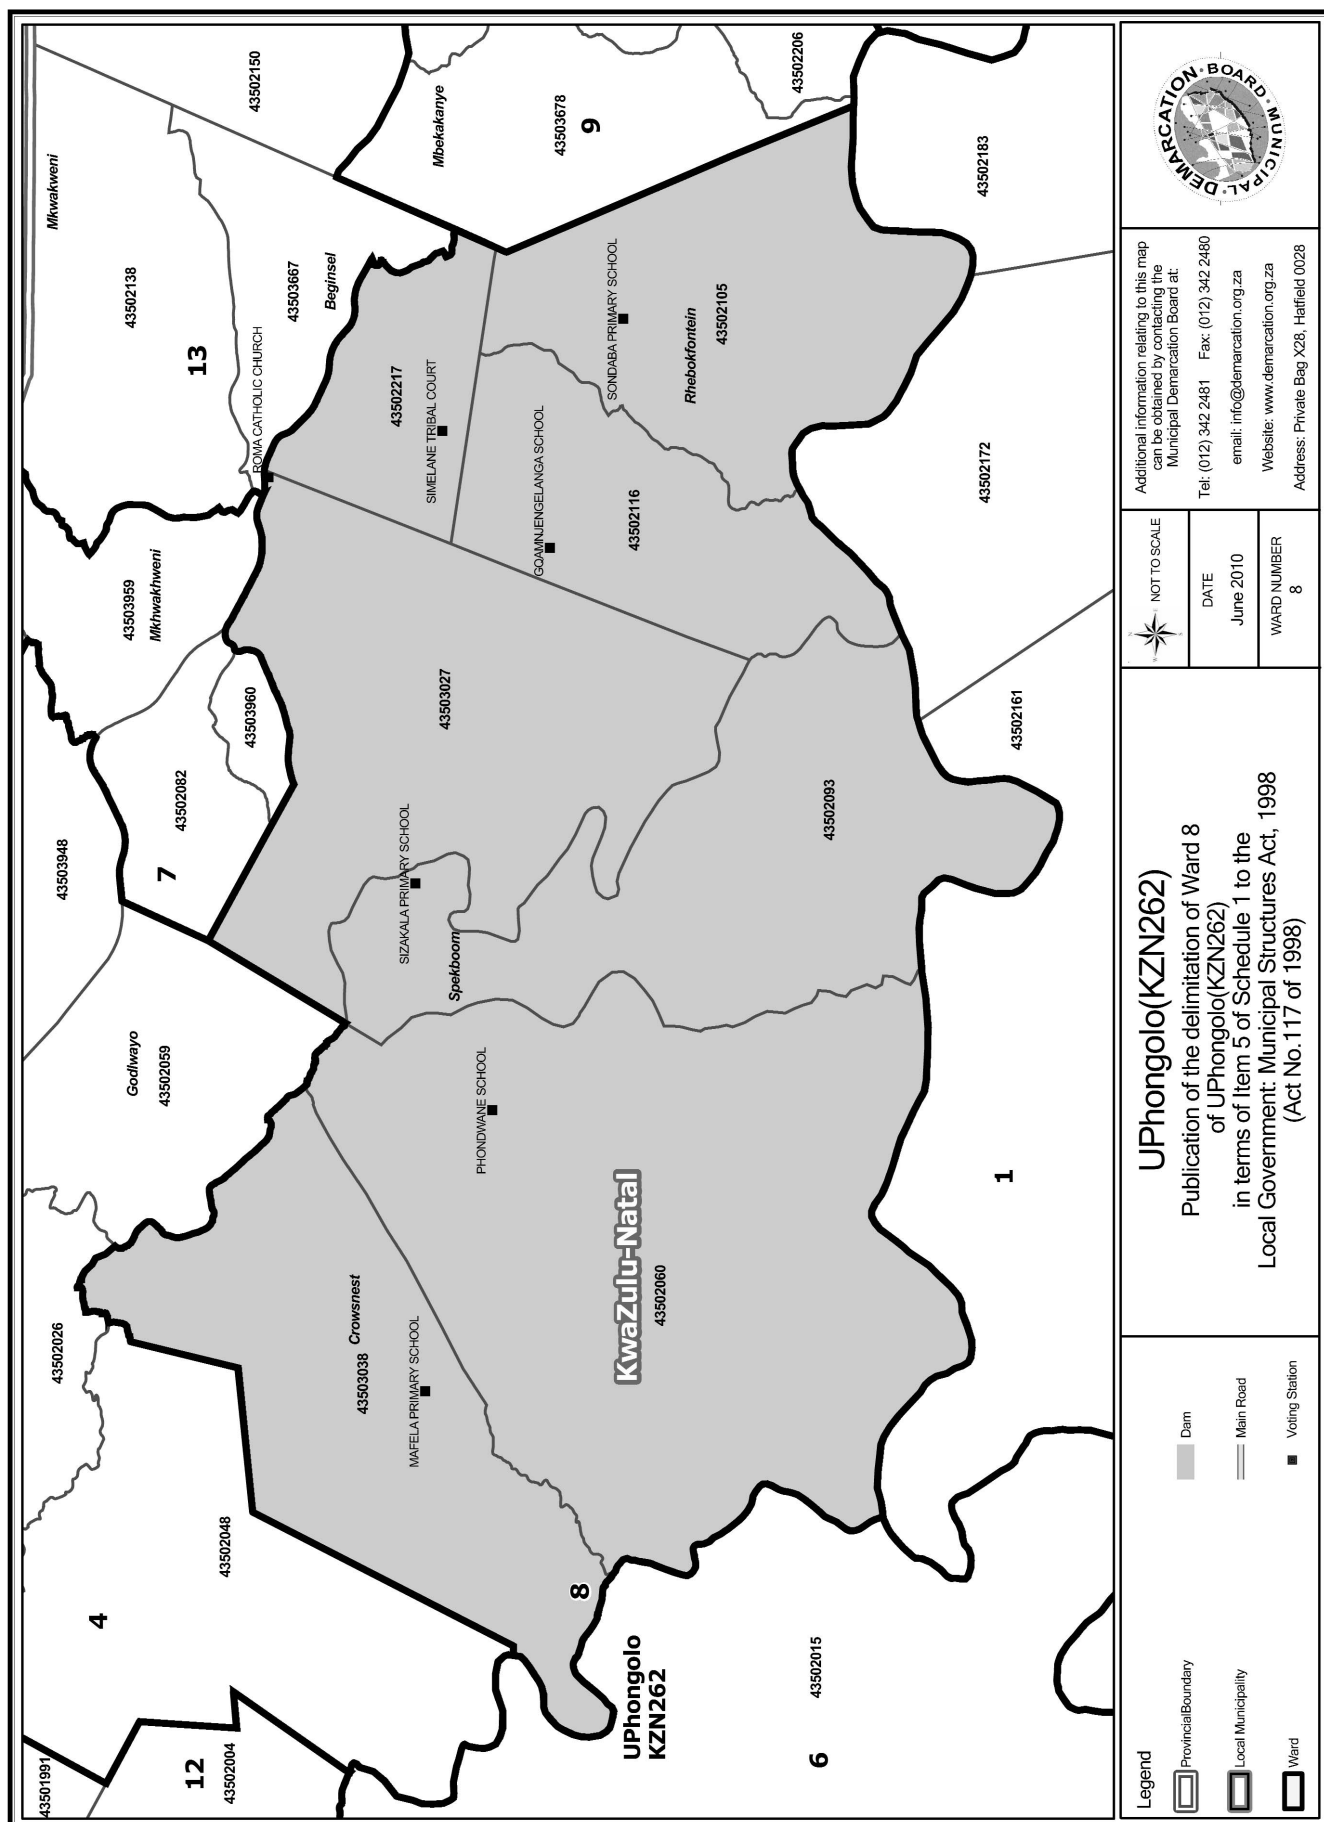 43501991
12
43502004
4
43502048
43502026
Godlwayo
43502059
43503948
7
43502082
43503960
43503959
Mkhwakhweni
13
43502138
Mkwakweni
43502150
43503667
Beginsel
ROMA CATHOLIC CHURCH
Mbekakanye
43503678
9
43502206
43502183
43502217
SIMELANE TRIBAL COURT
SONDABA PRIMARY SCHOOL
Rhebokfontein
43502105
GQAMNJENGELANGA SCHOOL
43502116
43502172
43503027
43502161
43502093
SIZAKALA PRIMARY SCHOOL
Spekboom
PHONDWANE SCHOOL
Crowsnest
43503038
MAFELA PRIMARY SCHOOL
KwaZulu-Natal
43502060
1
8
UPhongolo
KZN262
6
43502015
Legend
ProvincialBoundary
Local Municipality
Ward
Dam
Main Road
Voting Station
UPhongolo(KZN262)
Publication of the delimitation of Ward 8
of UPhongolo(KZN262)
in terms of Item 5 of Schedule 1 to the
Local Government: Municipal Structures Act, 1998
(Act No.117 of 1998)
NOT TO SCALE
DATE
June 2010
WARD NUMBER
8
Additional information relating to this map
can be obtained by contacting the
Municipal Demarcation Board at:
Tel: (012) 342 2481 Fax: (012) 342 2480
email: info@demarcation.org.za
Website: www.demarcation.org.za
Address: Private Bag X28, Hatfield 0028
MUNICIPAL · DEMARCATION · BOARD ·